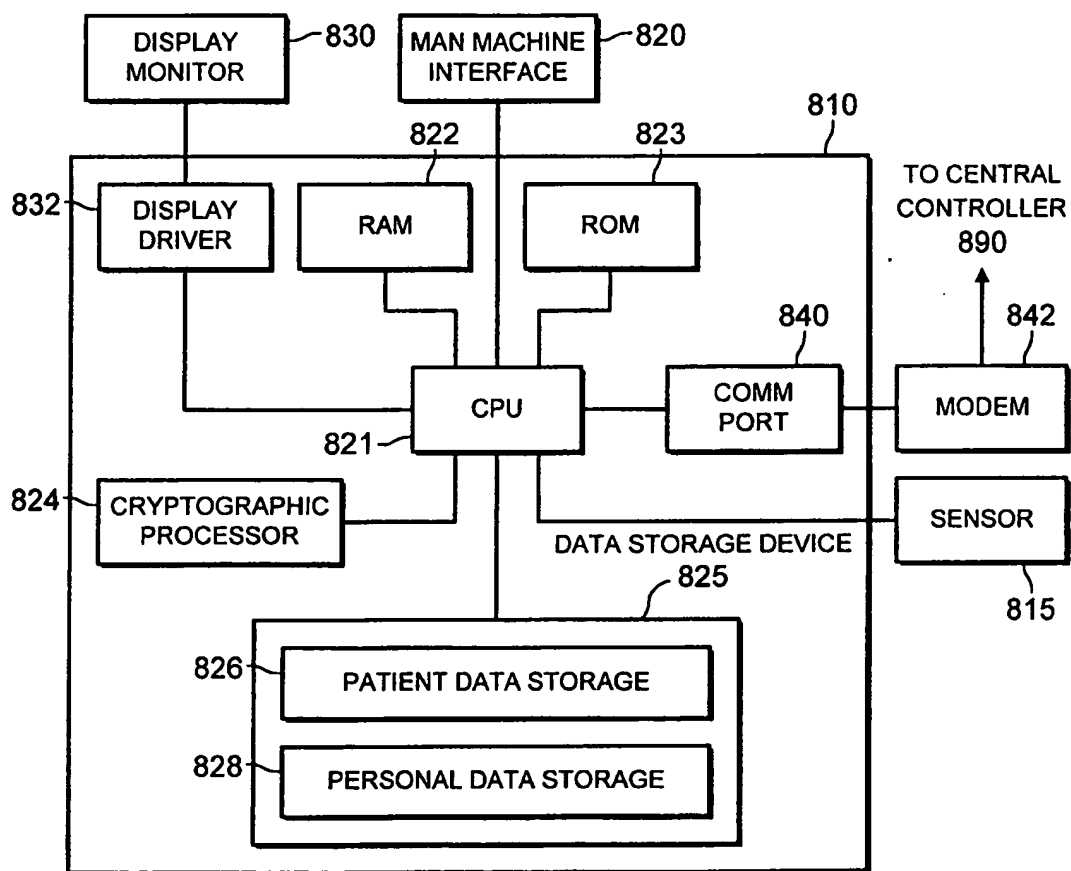 DISPLAY
MONITOR
830
MAN MACHINE
INTERFACE
820
810
822
823
TO CENTRAL
CONTROLLER
890
832
DISPLAY
DRIVER
RAM
ROM
840
842
CPU
821
COMM
PORT
MODEM
824
CRYPTOGRAPHIC
PROCESSOR
SENSOR
815
DATA STORAGE DEVICE
825
826
PATIENT DATA STORAGE
828
PERSONAL DATA STORAGE